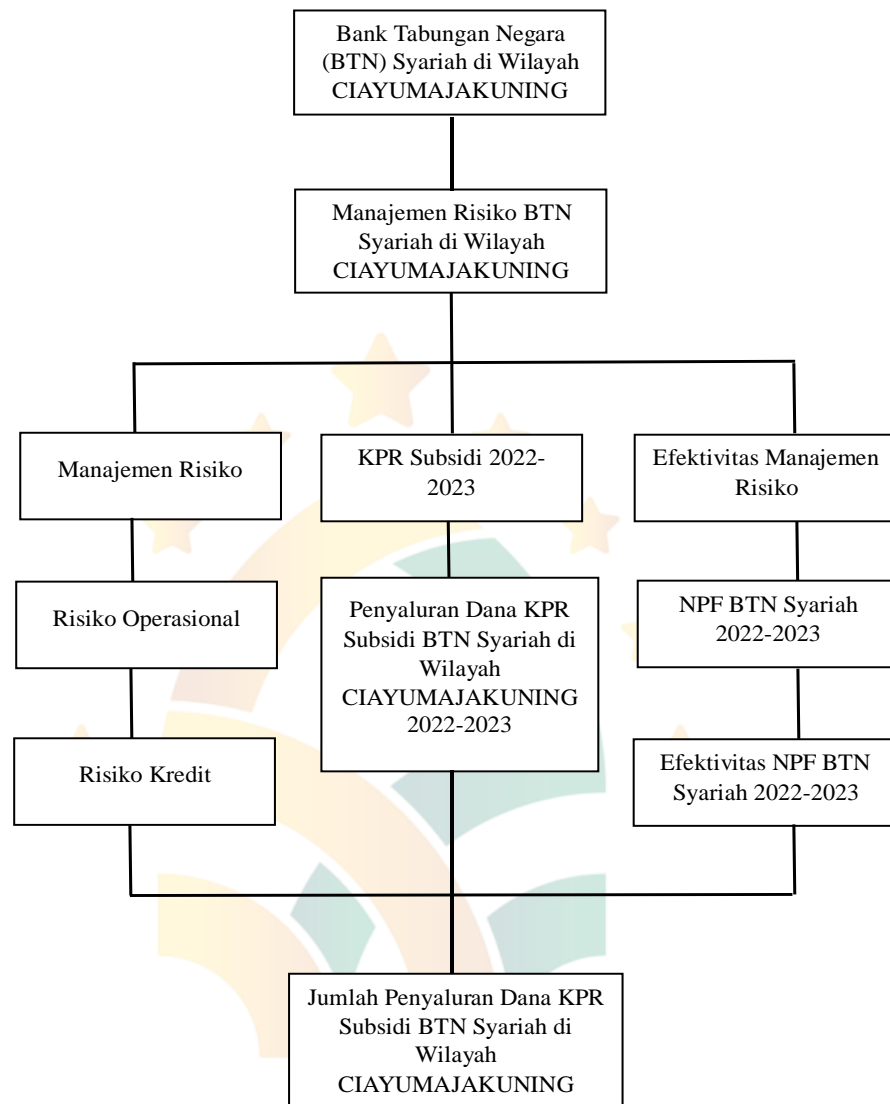 Bank Tabungan Negara
(BTN) Syariah di Wilayah
CIAYUMAJAKUNING
Manajemen Risiko BTN
Syariah di Wilayah
CIAYUMAJAKUNING
Manajemen Risiko
KPR Subsidi 2022-
2023
Efektivitas Manajemen
Risiko
Risiko Operasional
Penyaluran Dana KPR
Subsidi BTN Syariah di
Wilayah
CIAYUMAJAKUNING
2022-2023
NPF BTN Syariah
2022-2023
Risiko Kredit
Efektivitas NPF BTN
Syariah 2022-2023
Jumlah Penyaluran Dana KPR
Subsidi BTN Syariah di
Wilayah
CIAYUMAJAKUNING